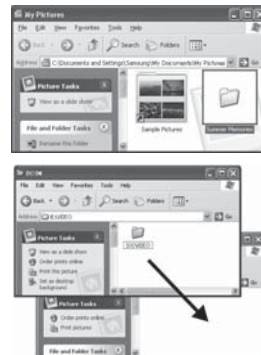 My Pictures
File Edit View Favorites Tools Help
Back Search Folders
Address C:\Documents and Settings\Samsung\My Documents\My Pictures Go
Picture Tasks
View as a slide show
File and Folder Tasks
Rename this folder
Sample Pictures
Summer Memories
DCIM
File Edit View Favorites Tools Help
Back Search Folders
Address Go
Picture Tasks
View as a slide show
Order prints online
Print this picture
Set as desktop
background
Picture Tasks
Order prints online
Print pictures
File and Folder Tasks